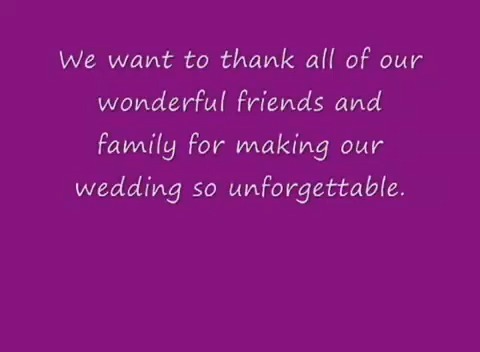 We want to thank all of our
wonderful friends and
family for making our
wedding so unforgettable.